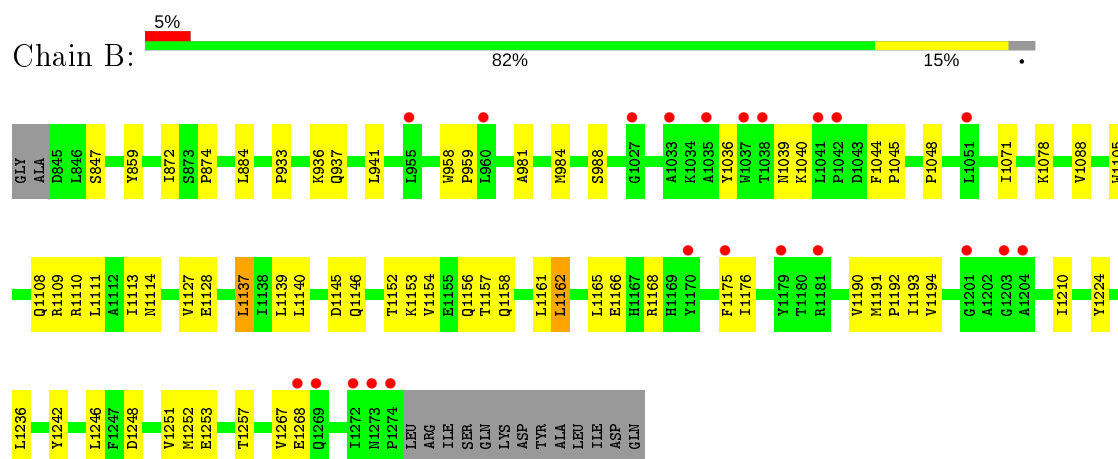 5%
Chain B:
82% 15% •
GLY ALA D845 L846 S847 Y859 I872 S873 P874 L884 P933 K936 Q937 L941 L955 W958 P959 L960 A981 M984 S988 G1027 A1033 K1034 A1035 Y1036 W1037 T1038 N1039 K1040 L1041 P1042 D1043 F1044 P1045 P1048 L1051 I1071 K1078 V1088 W1105
Q1108 R1109 R1110 L1111 A1112 I1113 N1114 V1127 E1128 L1137 I1138 L1139 L1140 D1145 Q1146 T1152 K1153 V1154 E1155 Q1156 T1157 Q1158 L1161 L1162 L1165 E1166 H1167 R1168 H1169 Y1170 F1175 I1176 Y1179 T1180 R1181 V1190 M1191 P1192 I1193 V1194 G1201 A1202 G1203 A1204 I1210 Y1224
L1236 Y1242 L1246 F1247 D1248 V1251 M1252 E1253 T1257 V1267 E1268 Q1269 I1272 N1273 P1274 LEU ARG ILE SER GLN LYS ASP TYR ALA LEU ILE ASP GLN